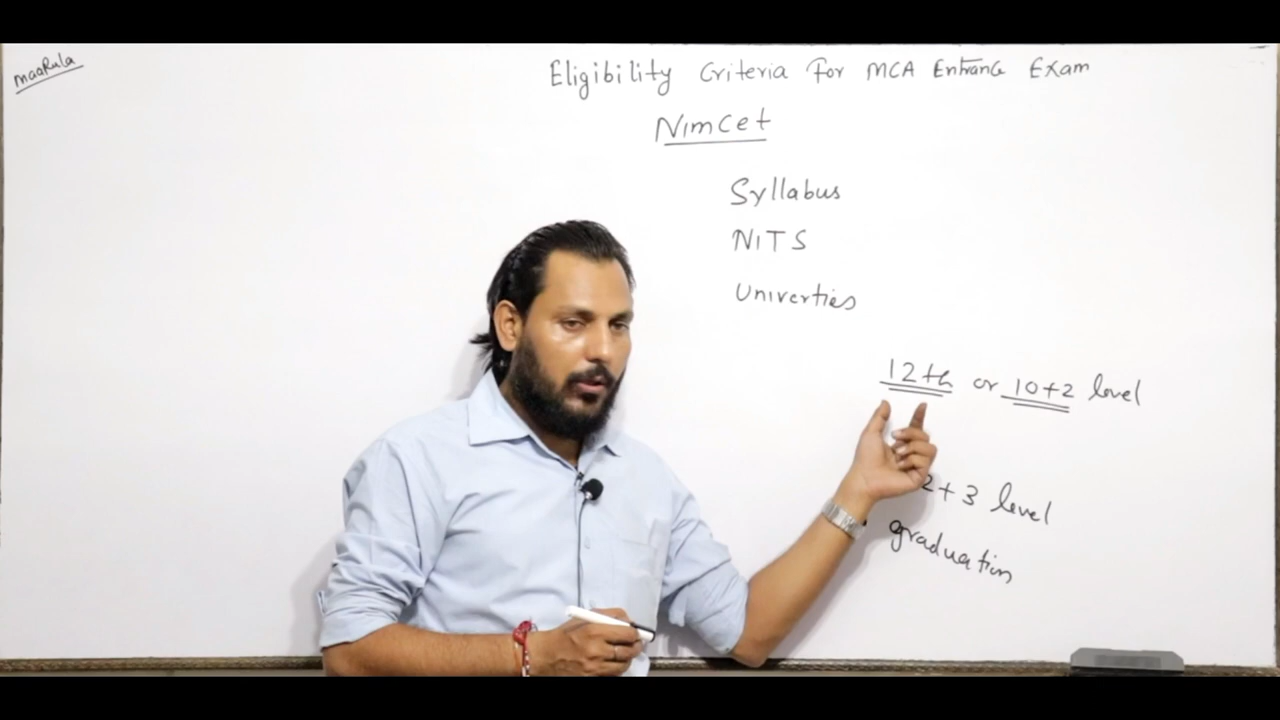 maaRula
Eligibility Criteria For MCA Entrance Exam
Nimcet
Syllabus
NITS
Univerties
12th or 10+2 level
2+3 level
graduation